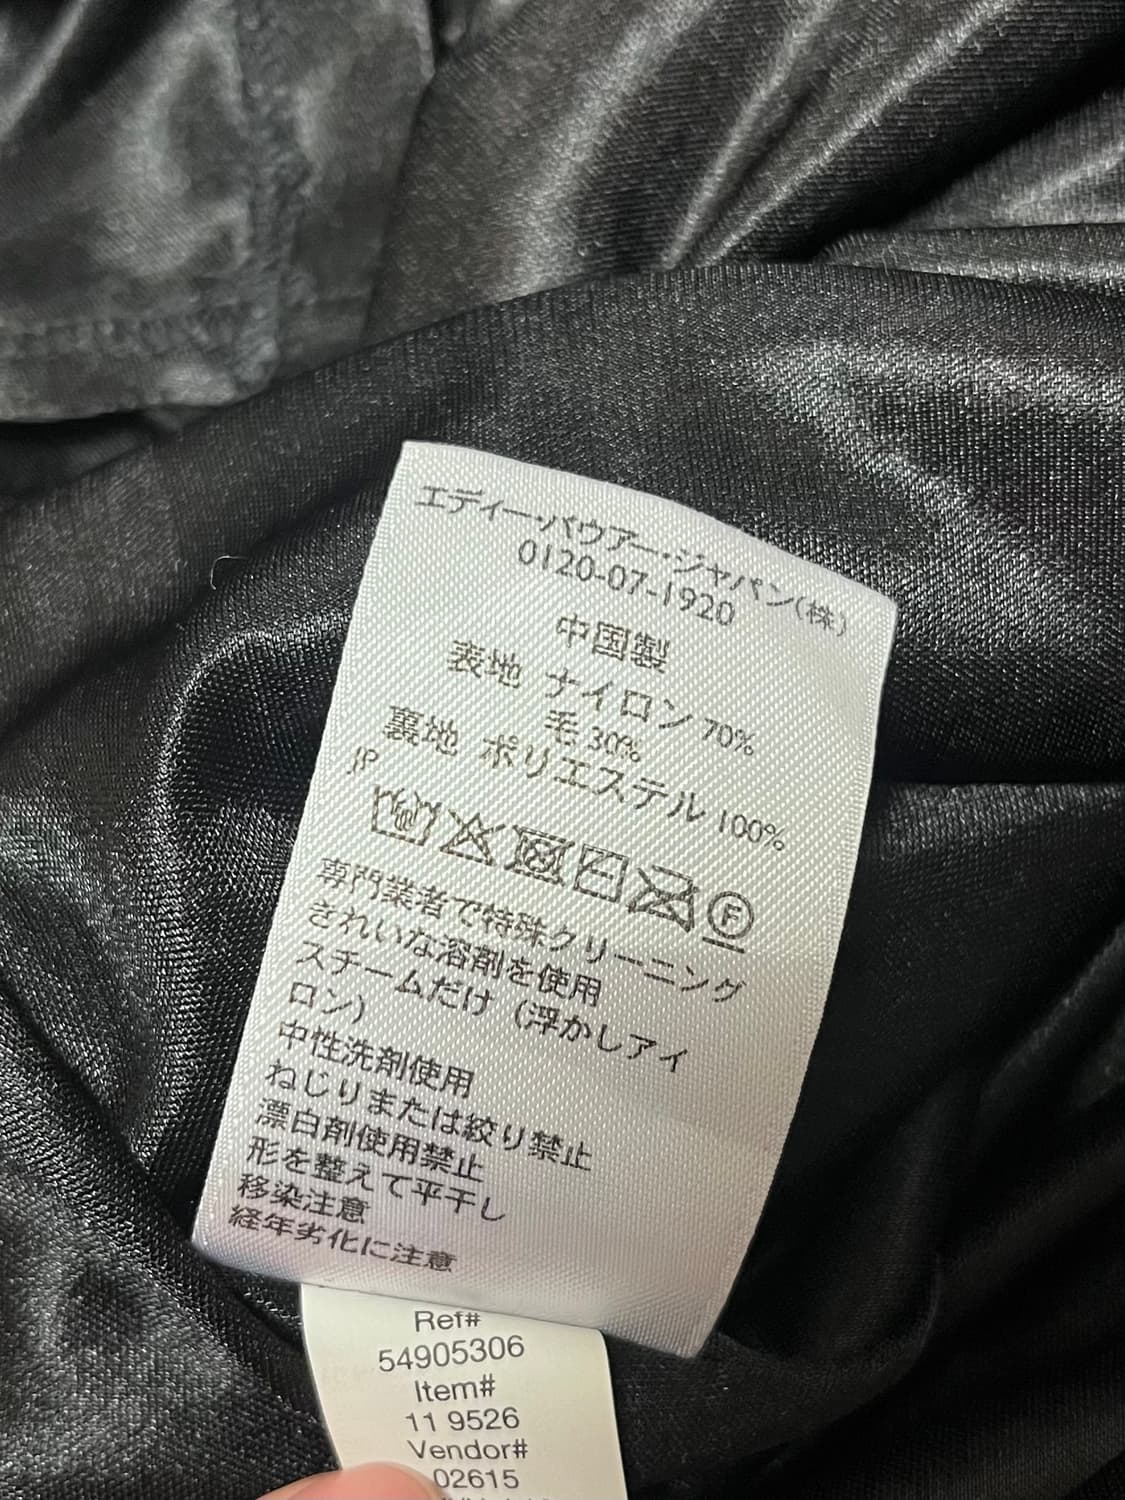 エディー・バウアー・ジャパン(株)
0120-07-1920
中国製
表地 ナイロン 70%
毛 30%
裏地 ポリエステル 100%
JP
F
専門業者で特殊クリーニング
きれいな溶剤を使用
スチームだけ（浮かしアイ
ロン）
中性洗剤使用
ねじりまたは絞り禁止
漂白剤使用禁止
形を整えて平干し
移染注意
経年劣化に注意
Ref#
54905306
Item#
11 9526
Vendor#
02615